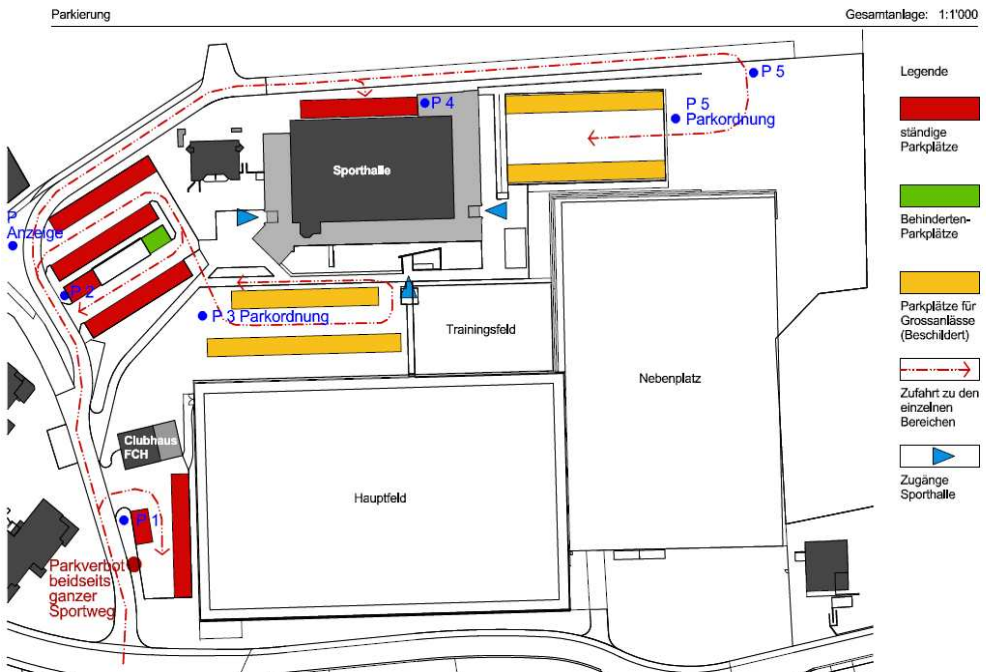 Parkierung
Gesamtanlage: 1:1'000
P 5
P 4
P 5
Parkordnung
Sporthalle
P
Anzeige
P 2
P 3 Parkordnung
Trainingsfeld
Nebenplatz
Clubhaus
FCH
Hauptfeld
P 1
Parkverbot
beidseits
ganzer
Sportweg
Legende
ständige
Parkplätze
Behinderten-
Parkplätze
Parkplätze für
Grossanlässe
(Beschildert)
Zufahrt zu den
einzelnen
Bereichen
Zugänge
Sporthalle